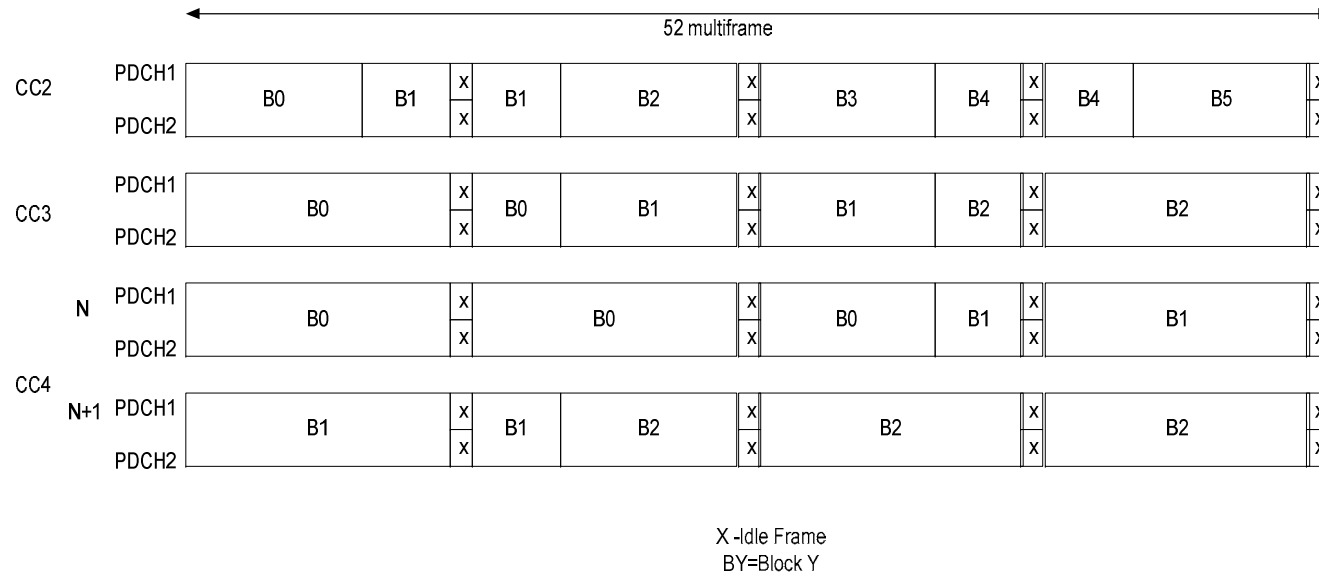 52 multiframe
CC2
PDCH1
PDCH2
B0 B1 X B1 B2 X B3 B4 X B4 B5 X
X X X X
CC3
PDCH1
PDCH2
B0 X B0 B1 X B1 B2 X B2 X
X X X X
CC4
N
PDCH1
PDCH2
B0 X B0 X B0 B1 X B1 X
X X X X
N+1
PDCH1
PDCH2
B1 X B1 B2 X B2 X B2 X
X X X X
X -Idle Frame
BY=Block Y